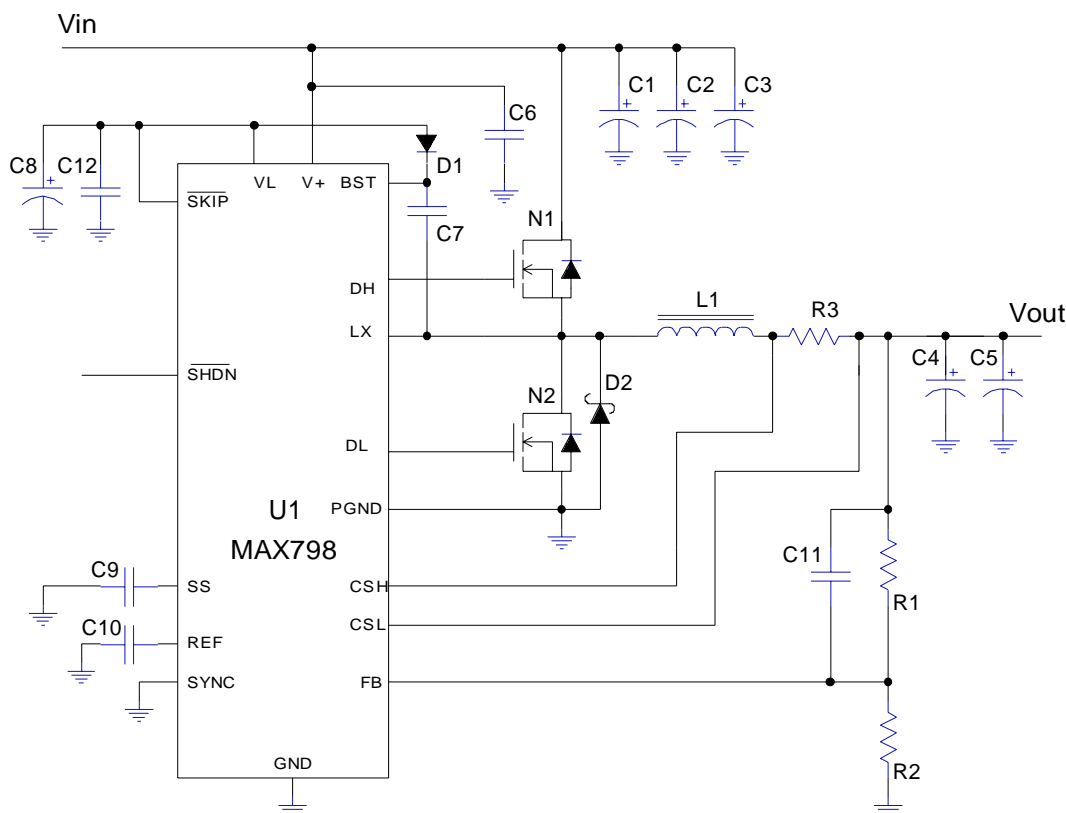 Vin
C1
C2
C3
C6
C8
C12
D1
VL
V+
BST
SKIP
C7
N1
DH
L1
R3
Vout
LX
C4
C5
SHDN
D2
N2
DL
PGND
U1
MAX798
C11
C9
SS
CSH
R1
C10
CSL
REF
SYNC
FB
GND
R2